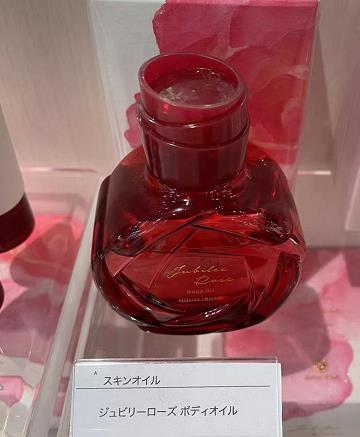 Jubilee
Rose
Body Oil
HOUSE OF ROSE
A スキンオイル
ジュビリーローズ ボディオイル